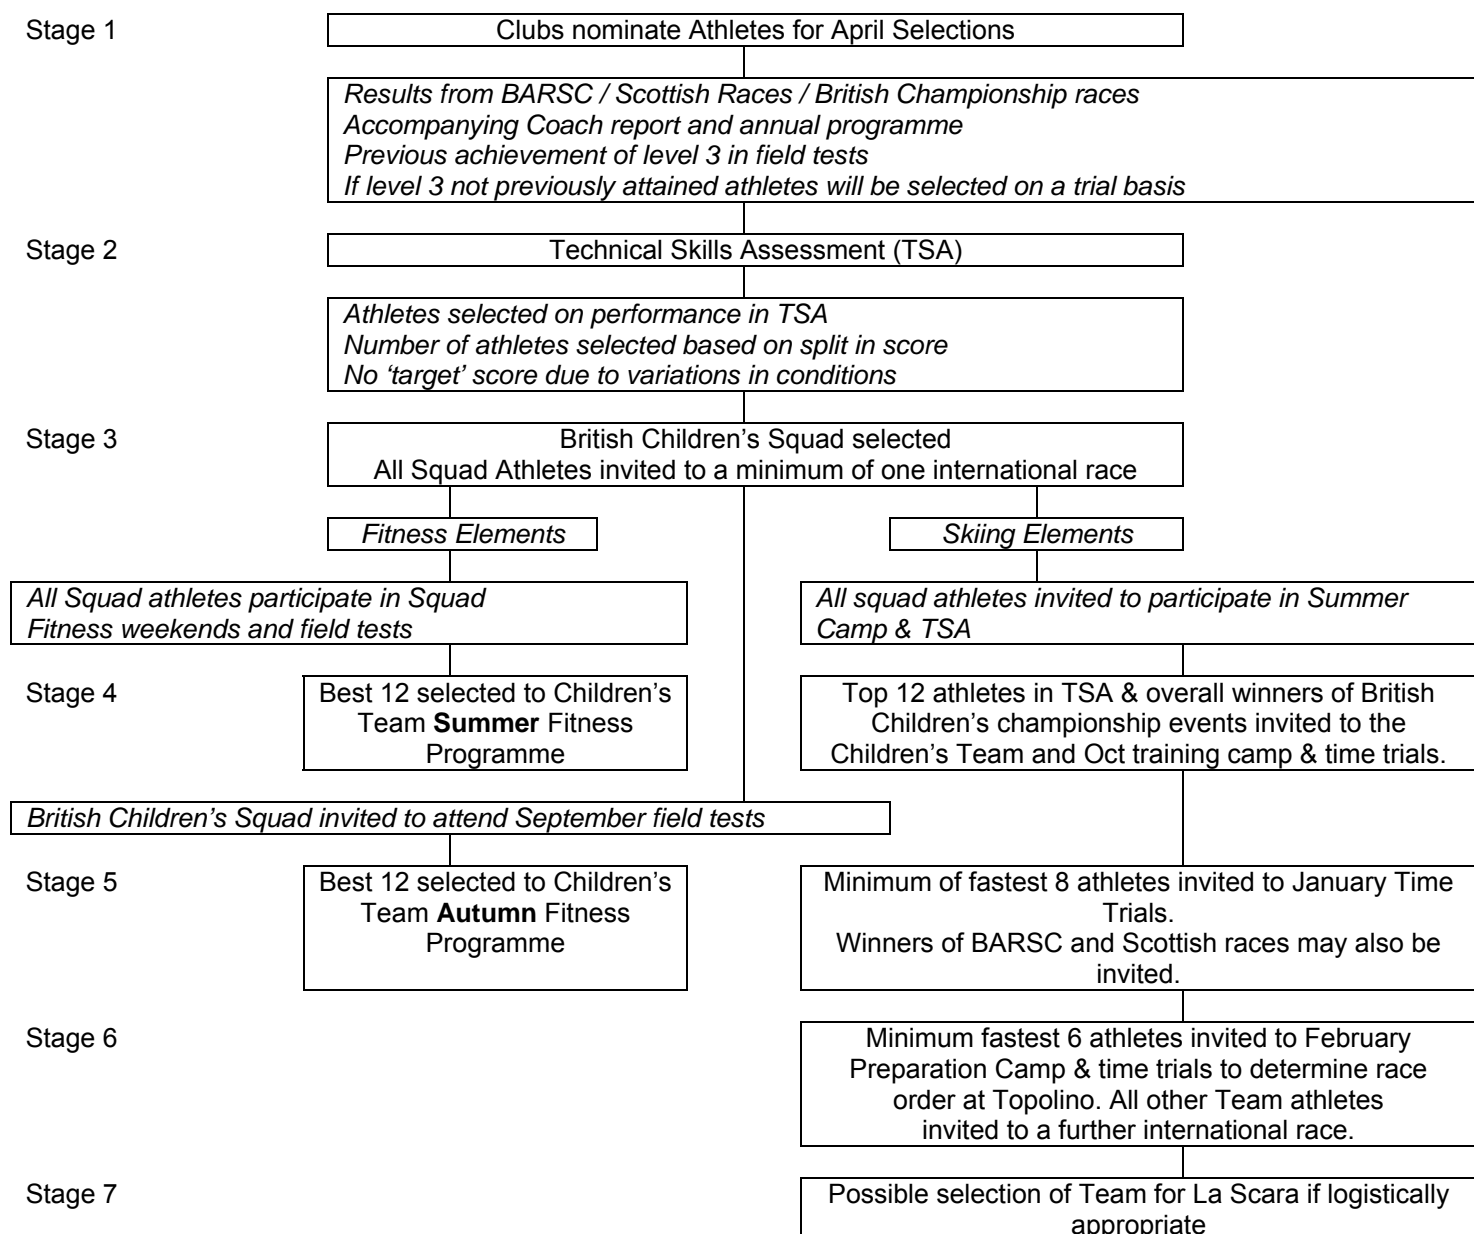 Stage 1
Clubs nominate Athletes for April Selections
Results from BARSC / Scottish Races / British Championship races
Accompanying Coach report and annual programme
Previous achievement of level 3 in field tests
If level 3 not previously attained athletes will be selected on a trial basis
Stage 2
Technical Skills Assessment (TSA)
Athletes selected on performance in TSA
Number of athletes selected based on split in score
No ‘target’ score due to variations in conditions
Stage 3
British Children’s Squad selected
All Squad Athletes invited to a minimum of one international race
Fitness Elements
Skiing Elements
All Squad athletes participate in Squad
Fitness weekends and field tests
All squad athletes invited to participate in Summer
Camp & TSA
Stage 4
Best 12 selected to Children’s
Team Summer Fitness
Programme
Top 12 athletes in TSA & overall winners of British
Children’s championship events invited to the
Children’s Team and Oct training camp & time trials.
British Children’s Squad invited to attend September field tests
Stage 5
Best 12 selected to Children’s
Team Autumn Fitness
Programme
Minimum of fastest 8 athletes invited to January Time
Trials.
Winners of BARSC and Scottish races may also be
invited.
Stage 6
Minimum fastest 6 athletes invited to February
Preparation Camp & time trials to determine race
order at Topolino. All other Team athletes
invited to a further international race.
Stage 7
Possible selection of Team for La Scara if logistically
appropriate